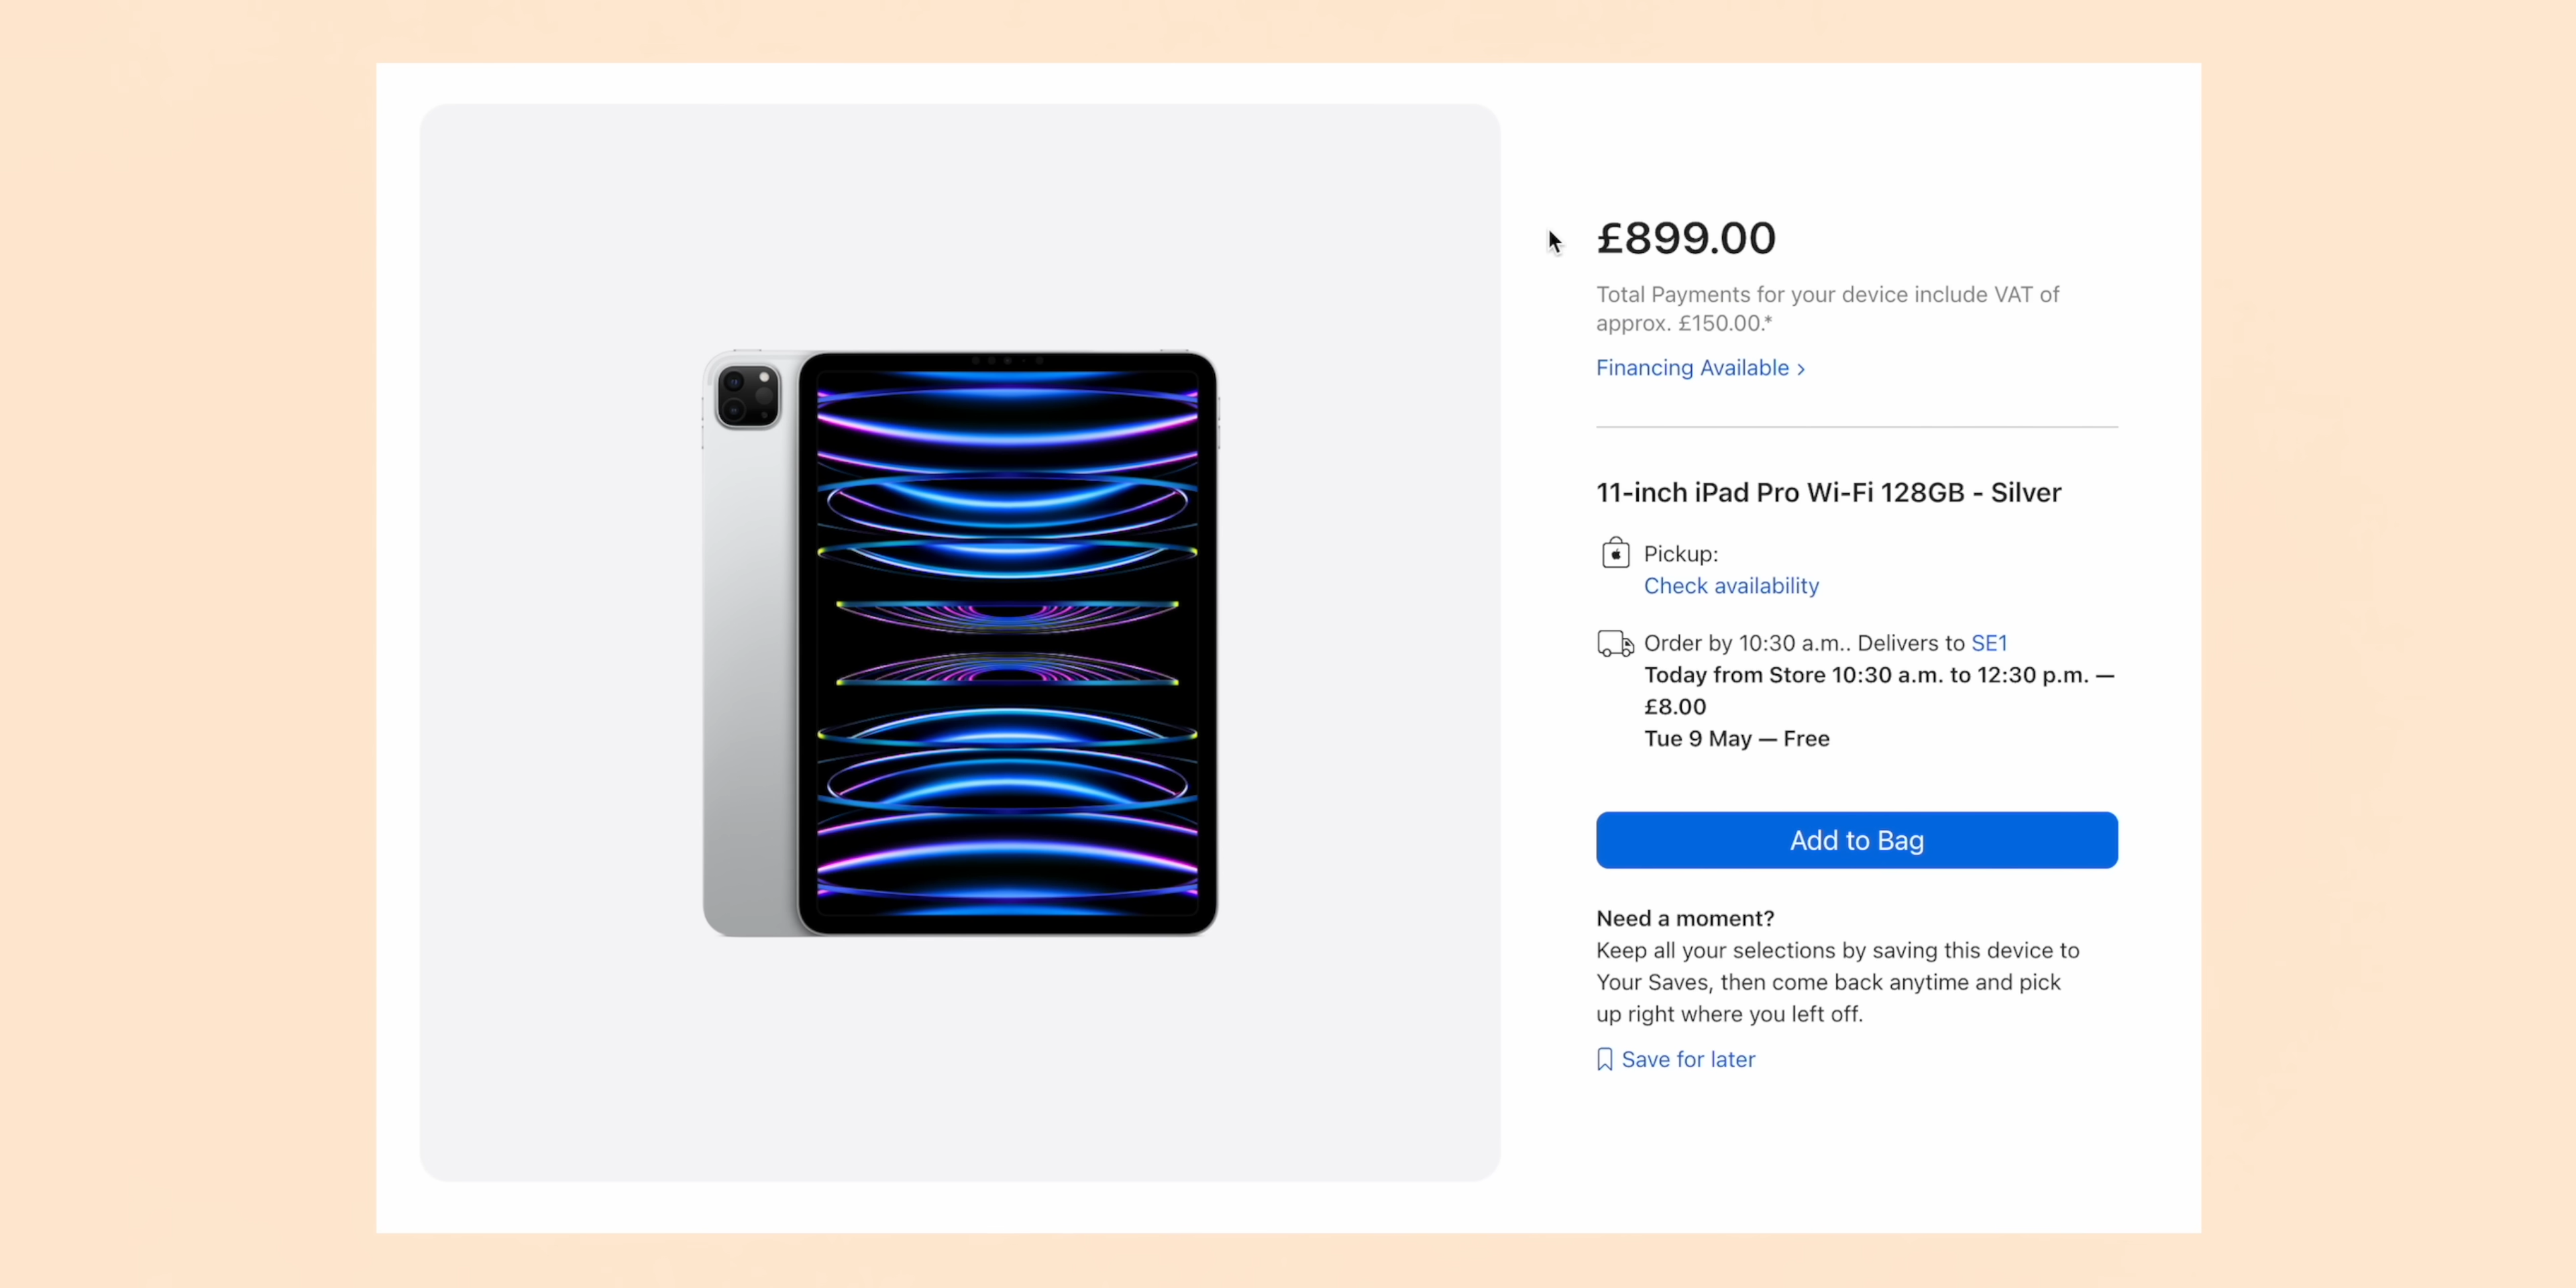 £899.00
Total Payments for your device include VAT of
approx. £150.00.*
Financing Available >
11-inch iPad Pro Wi-Fi 128GB - Silver
Pickup:
Check availability
Order by 10:30 a.m.. Delivers to SE1
Today from Store 10:30 a.m. to 12:30 p.m. —
£8.00
Tue 9 May — Free
Add to Bag
Need a moment?
Keep all your selections by saving this device to
Your Saves, then come back anytime and pick
up right where you left off.
Save for later